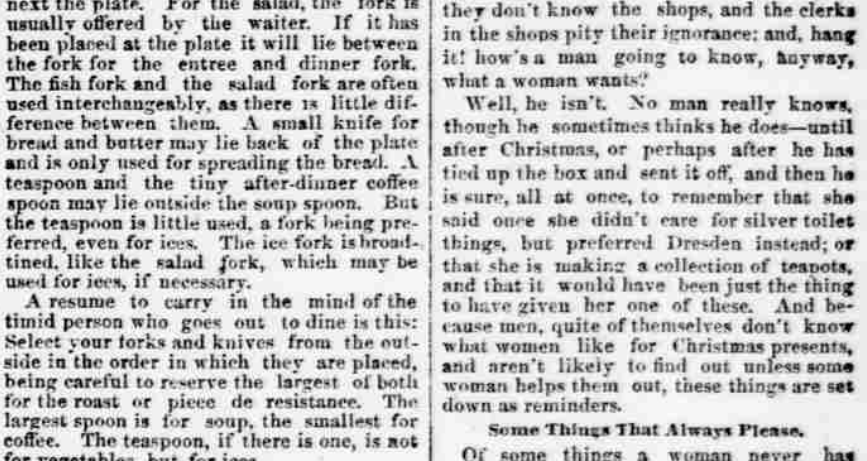 next the plate. For the salad, the fork is
usually offered by the waiter. If it has
been placed at the plate it will lie between
the fork for the entree and dinner fork.
The fish fork and the salad fork are often
used interchangeably, as there is little dif-
ference between them. A small knife for
bread and butter may lie back of the plate
and is only used for spreading the bread. A
teaspoon and the tiny after-dinner coffee
spoon may lie outside the soup spoon. But
the teaspoon is little used, a fork being pre-
ferred, even for ices. The ice fork is broad-
tined, like the salad fork, which may be
used for ices, if necessary.
A resume to carry in the mind of the
timid person who goes out to dine is this:
Select your forks and knives from the out-
side in the order in which they are placed,
being careful to reserve the largest of both
for the roast or piece de resistance. The
largest spoon is for soup, the smallest for
coffee. The teaspoon, if there is one, is not
for vegetables but for ices.
they don't know the shops, and the clerks
in the shops pity their ignorance; and, hang
it! how's a man going to know, anyway,
what a woman wants?
Well, he isn't. No man really knows,
though he sometimes thinks he does—until
after Christmas, or perhaps after he has
tied up the box and sent it off, and then he
is sure, all at once, to remember that she
said once she didn't care for silver toilet
things, but preferred Dresden instead; or
that she is making a collection of teapots,
and that it would have been just the thing
to have given her one of these. And be-
cause men, quite of themselves don't know
what women like for Christmas presents,
and aren't likely to find out unless some
woman helps them out, these things are set
down as reminders.
Some Things That Always Please.
Of some things a woman never has